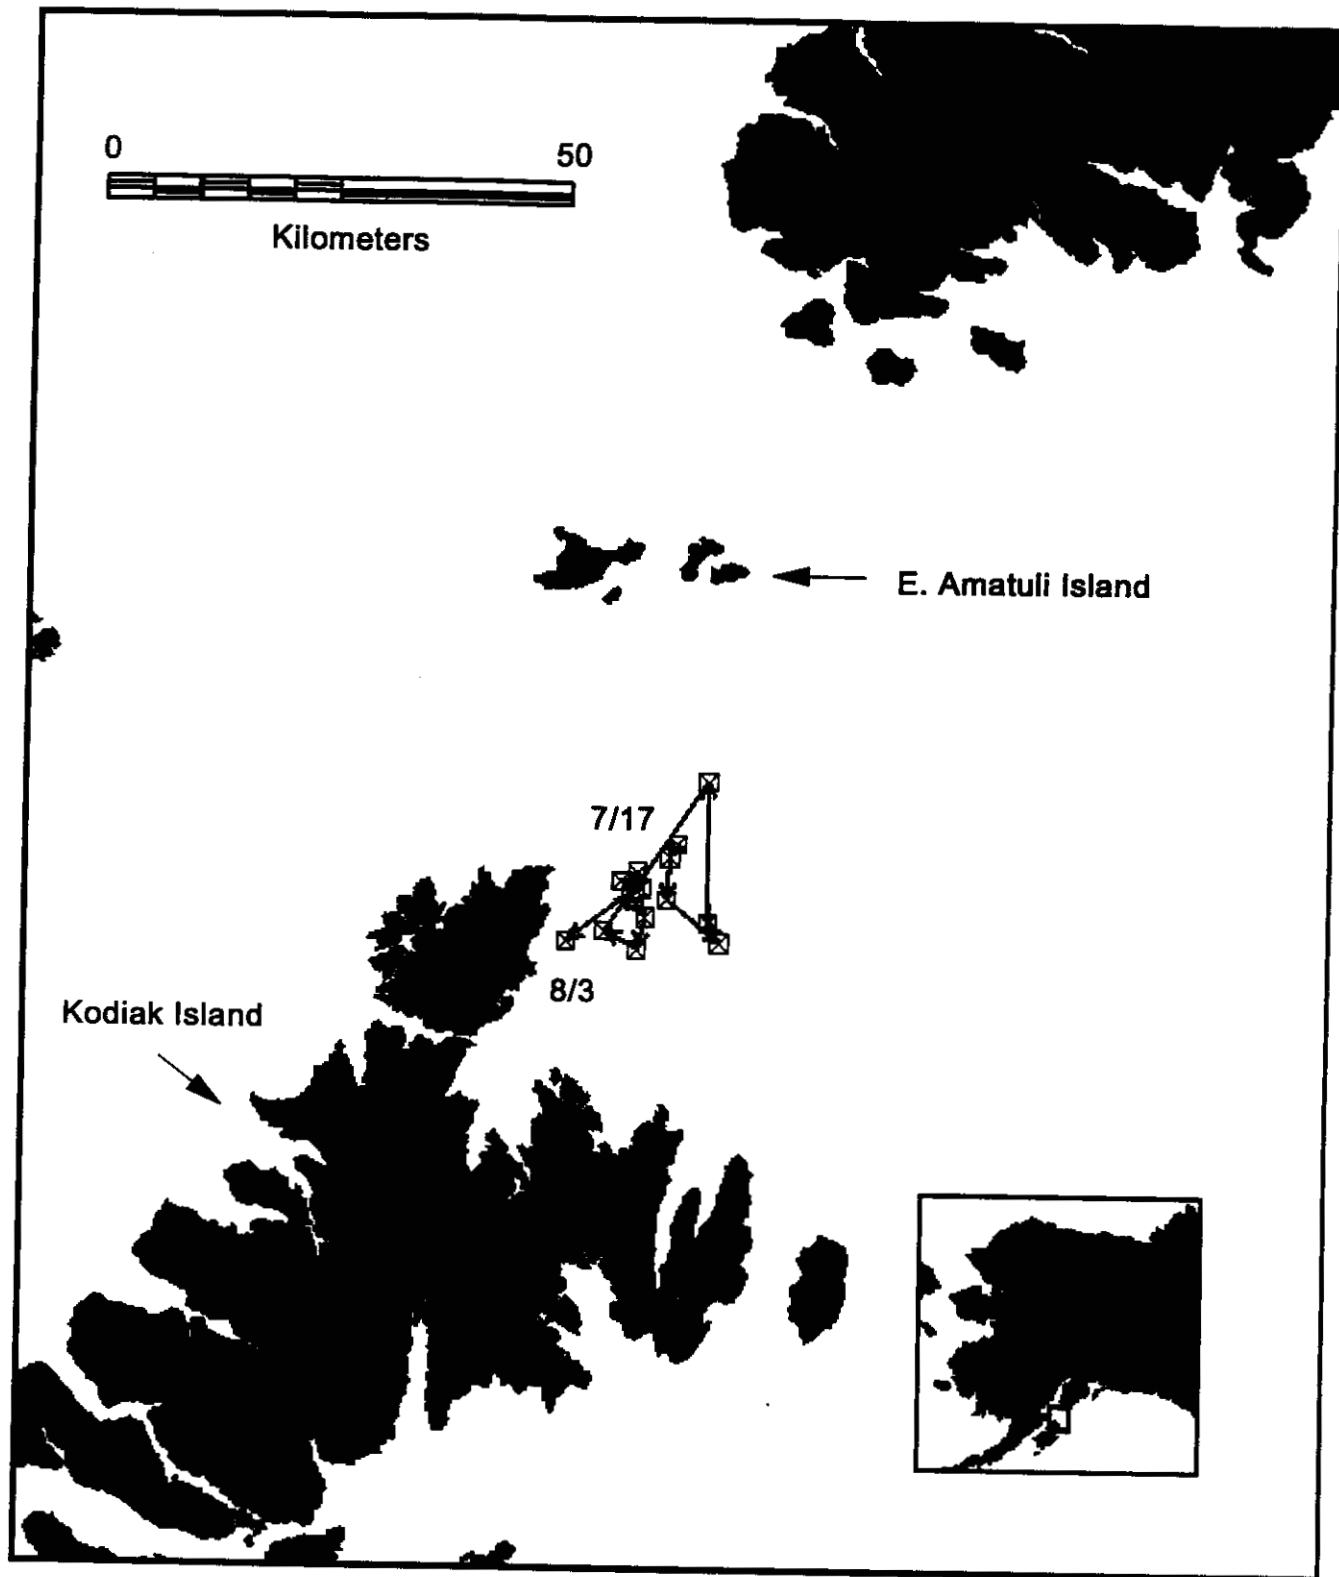 0
50
Kilometers
E. Amatuli Island
7/17
8/3
Kodiak Island